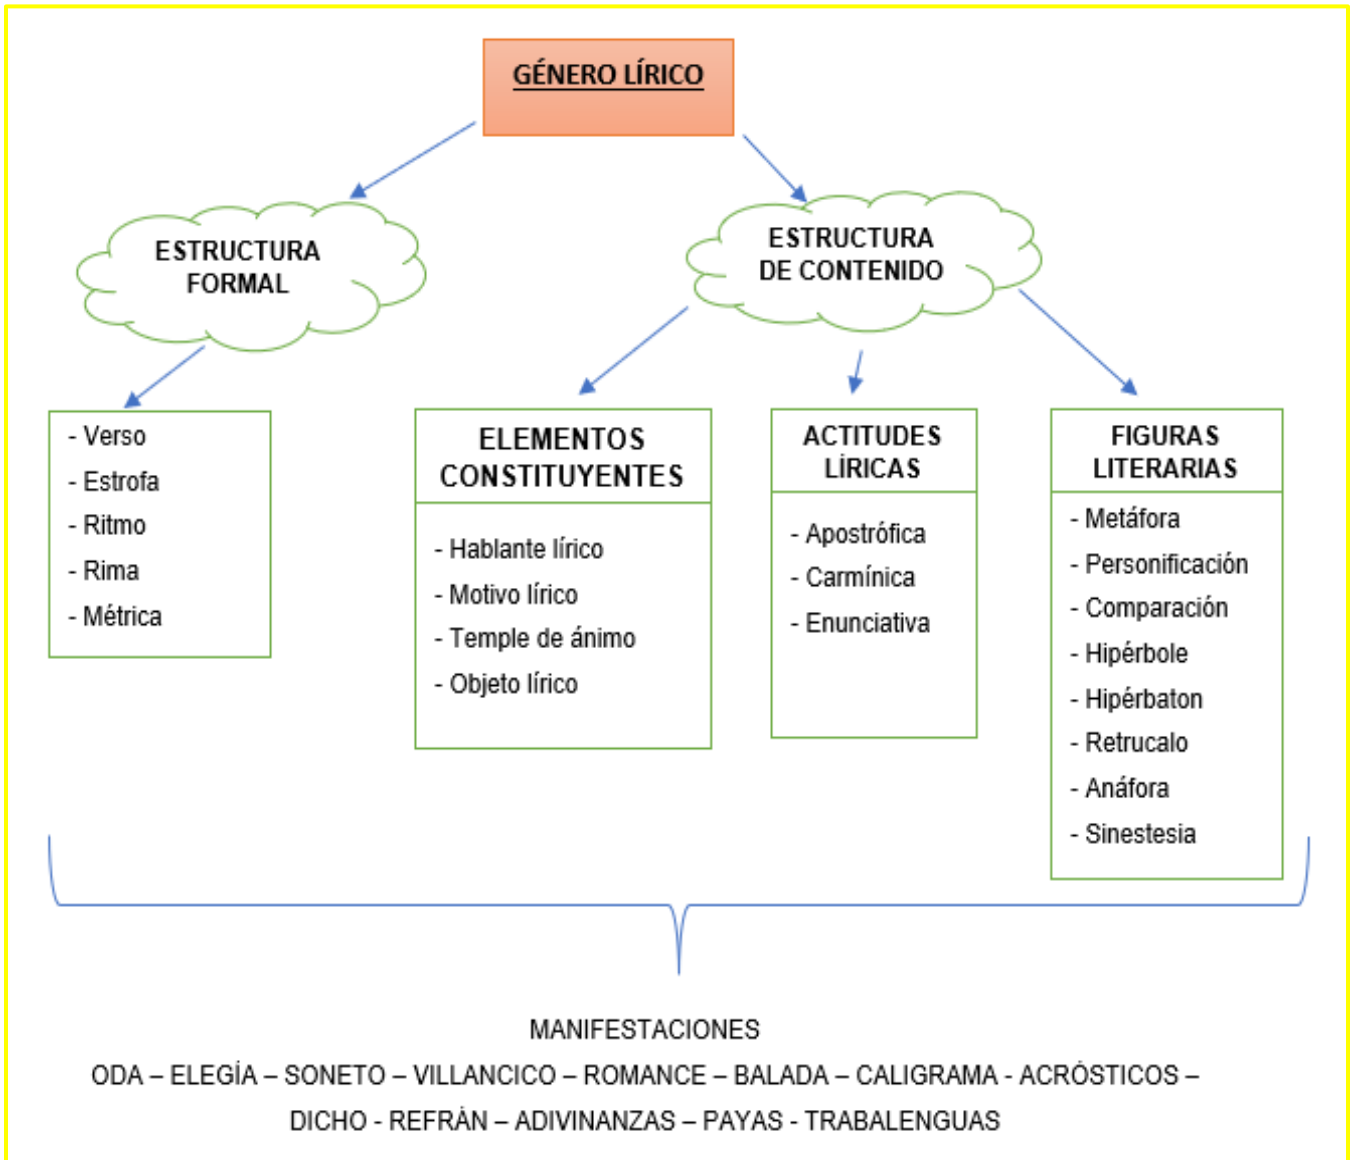 GÉNERO LÍRICO
ESTRUCTURA
FORMAL
ESTRUCTURA
DE CONTENIDO
- Verso
- Estrofa
- Ritmo
- Rima
- Métrica
ELEMENTOS
CONSTITUYENTES
- Hablante lírico
- Motivo lírico
- Temple de ánimo
- Objeto lírico
ACTITUDES
LÍRICAS
- Apostrófica
- Carmínica
- Enunciativa
FIGURAS
LITERARIAS
- Metáfora
- Personificación
- Comparación
- Hipérbole
- Hipérbaton
- Retrucalo
- Anáfora
- Sinestesia
MANIFESTACIONES
ODA – ELEGÍA – SONETO – VILLANCICO – ROMANCE – BALADA – CALIGRAMA - ACRÓSTICOS –
DICHO - REFRÁN – ADIVINANZAS – PAYAS - TRABALENGUAS